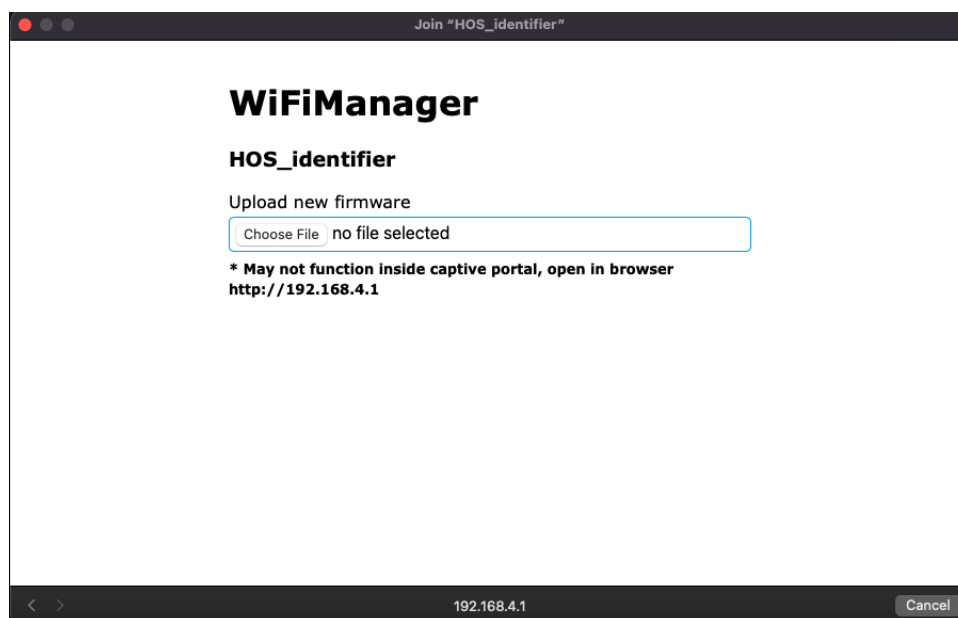 Join “HOS_identifier”
WiFiManager
HOS_identifier
Upload new firmware
Choose File no file selected
* May not function inside captive portal, open in browser
http://192.168.4.1
192.168.4.1
Cancel